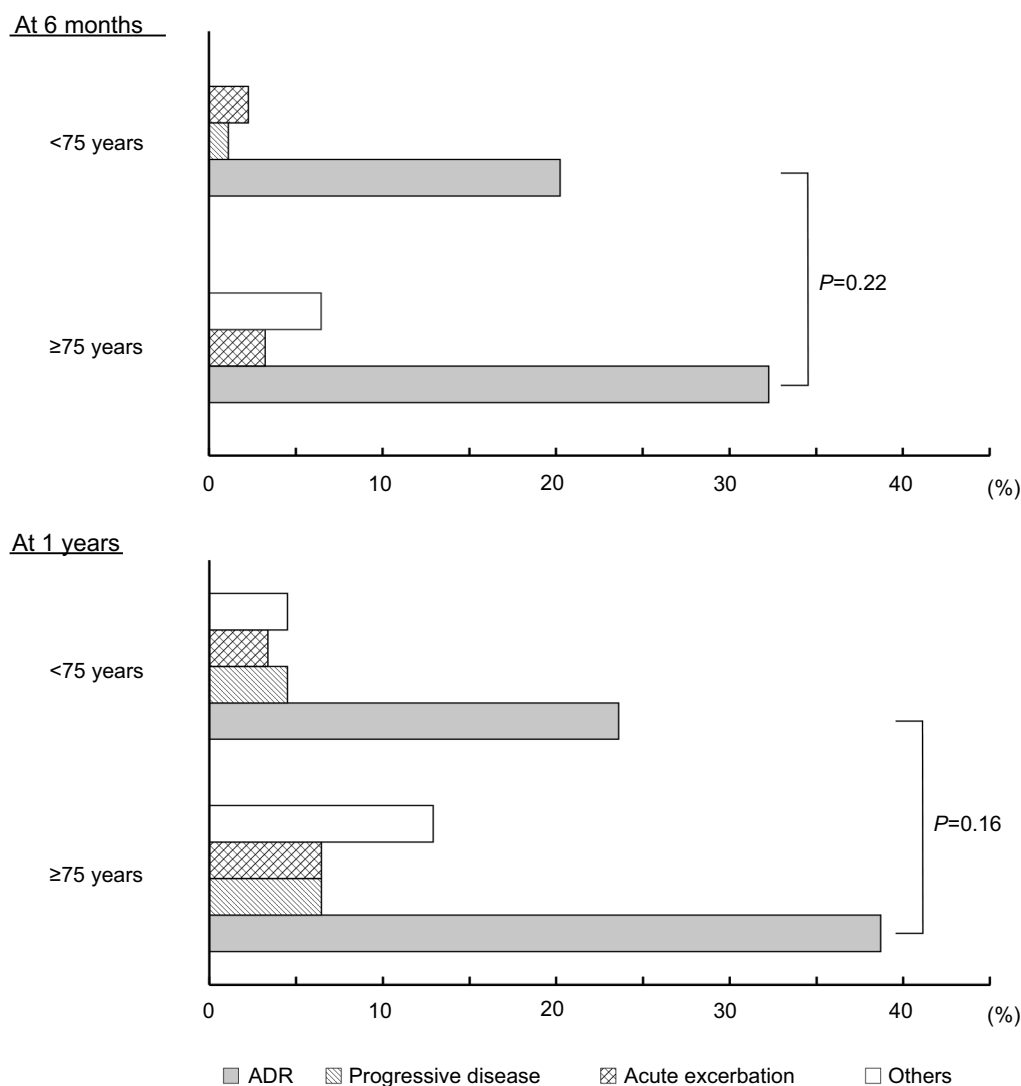 At 6 months
<75 years
≥75 years
P=0.22
0 10 20 30 40 (%)
At 1 years
<75 years
≥75 years
P=0.16
0 10 20 30 40 (%)
ADR Progressive disease Acute excerbation Others